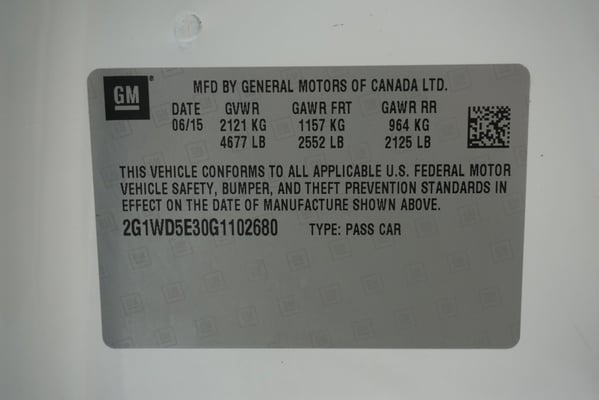 GM ® MFD BY GENERAL MOTORS OF CANADA LTD.
DATE GVWR GAWR FRT GAWR RR
06/15 2121 KG 1157 KG 964 KG
4677 LB 2552 LB 2125 LB
THIS VEHICLE CONFORMS TO ALL APPLICABLE U.S. FEDERAL MOTOR
VEHICLE SAFETY, BUMPER, AND THEFT PREVENTION STANDARDS IN
EFFECT ON THE DATE OF MANUFACTURE SHOWN ABOVE.
2G1WD5E30G1102680 TYPE: PASS CAR